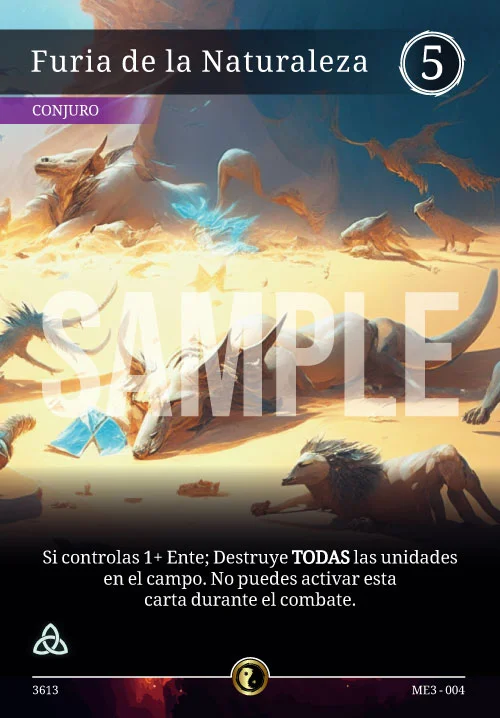 Furia de la Naturaleza
5
CONJURO
SAMPLE
Si controlas 1+ Ente; Destruye TODAS las unidades
en el campo. No puedes activar esta
carta durante el combate.
3613
ME3 - 004